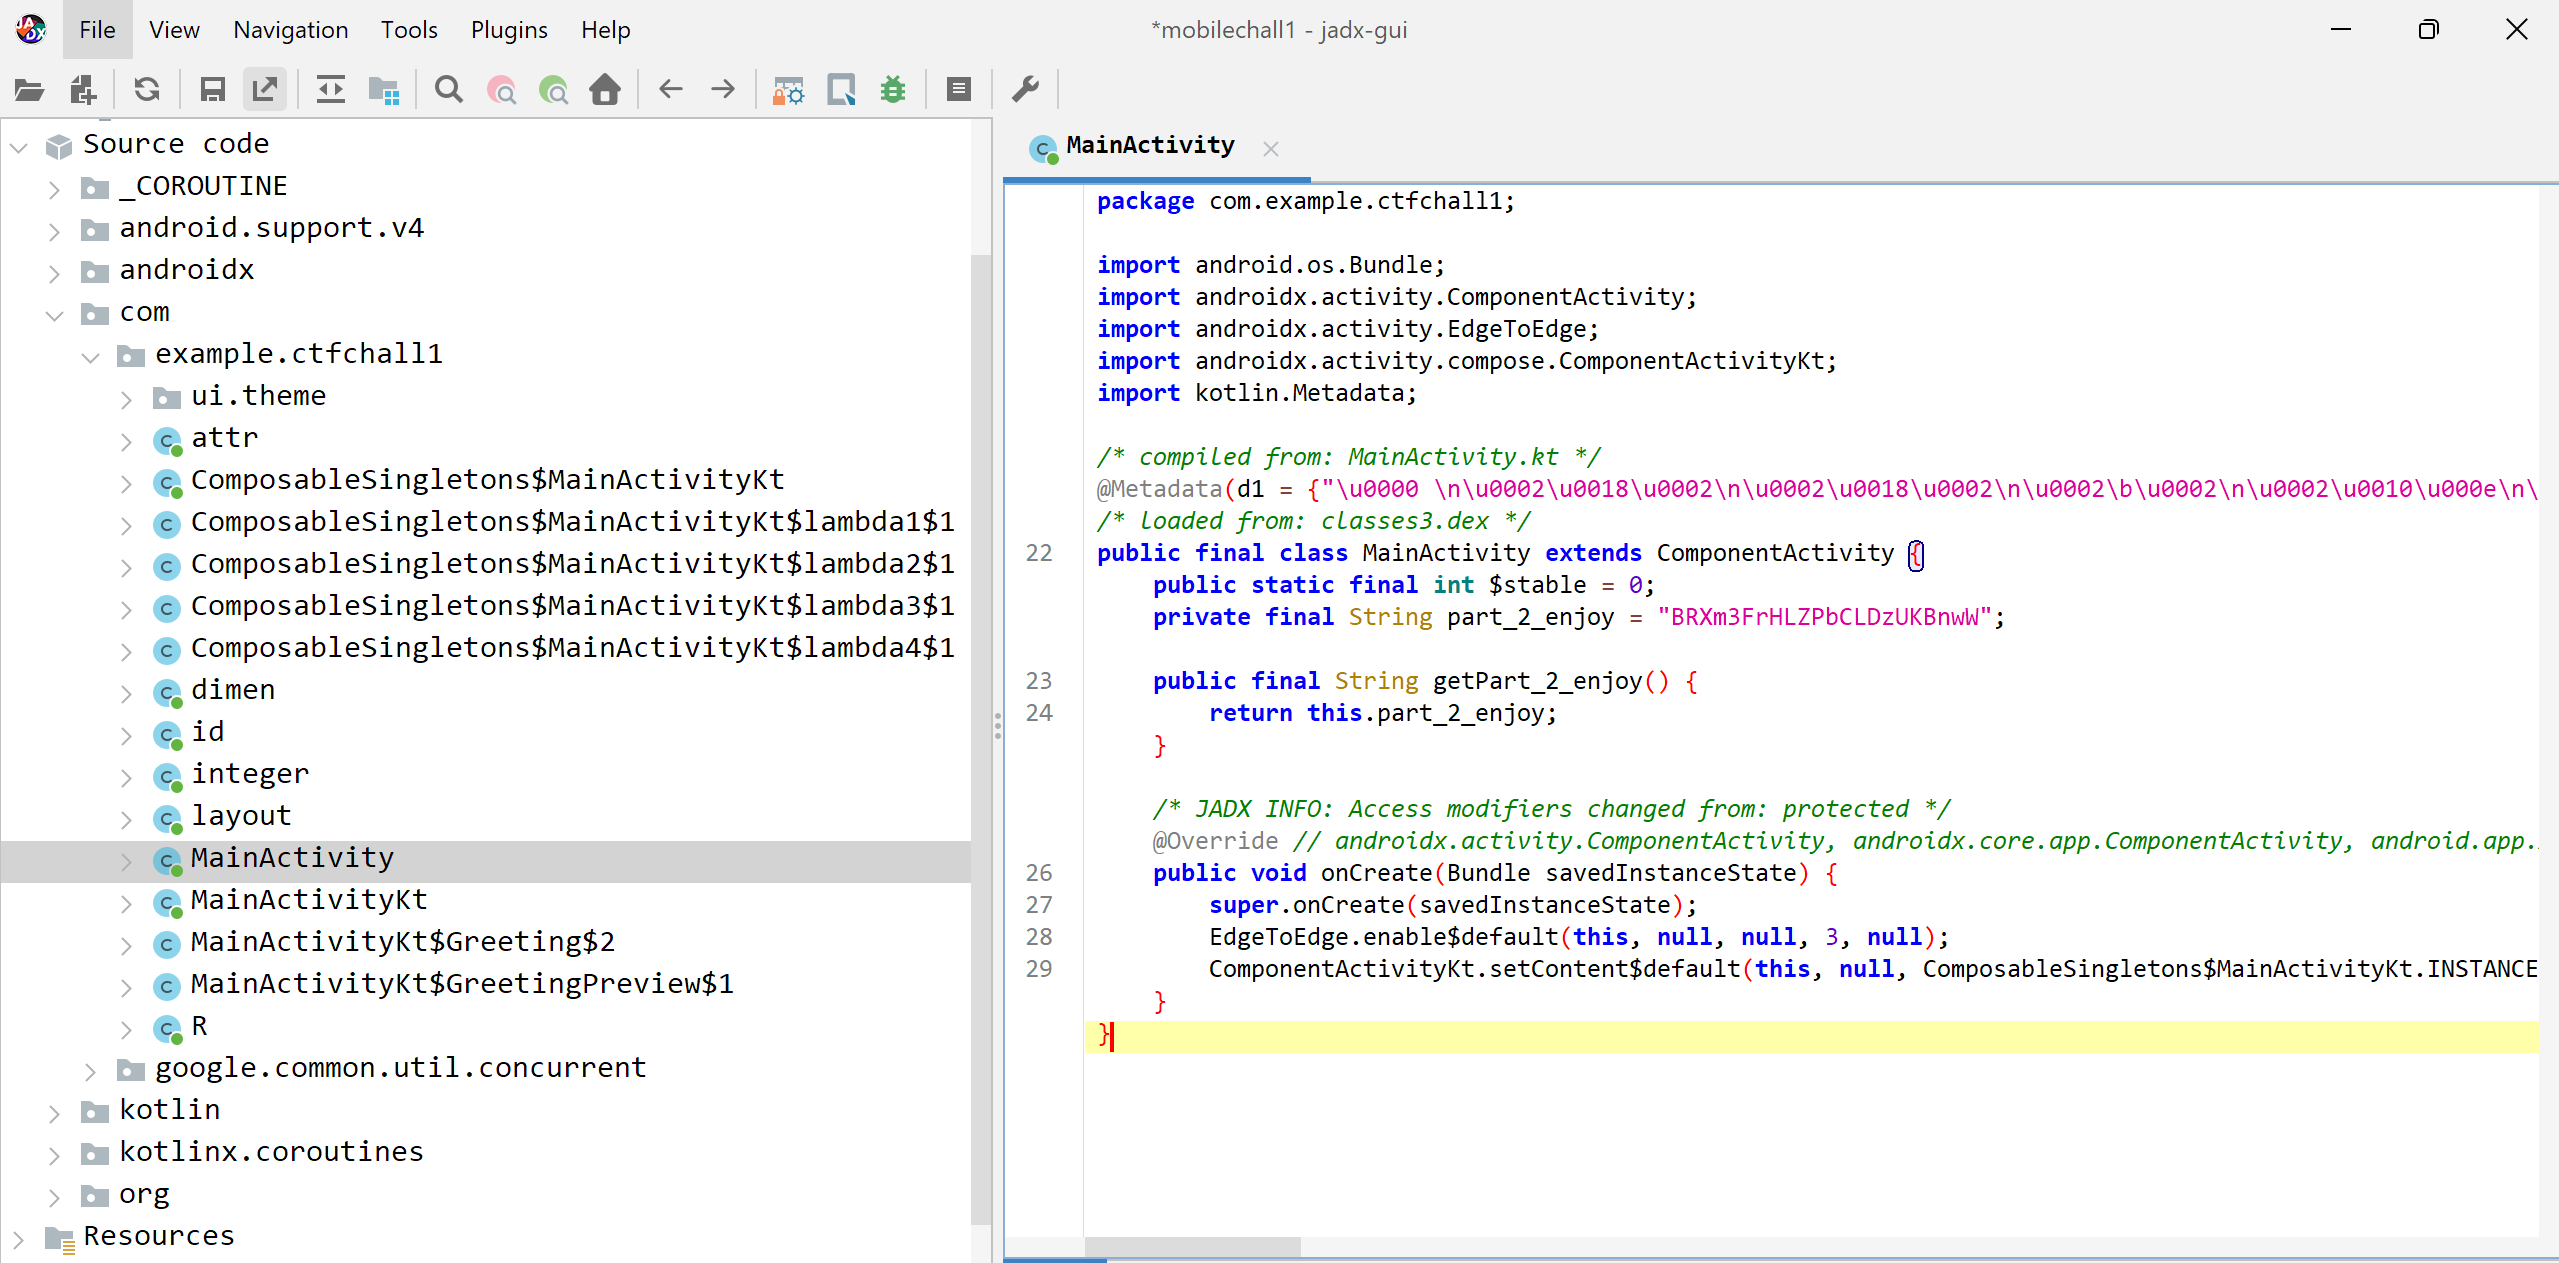 File View Navigation Tools Plugins Help
*mobilechall1 - jadx-gui
Source code
_COROUTINE
android.support.v4
androidx
com
example.ctfchall1
ui.theme
attr
ComposableSingletons$MainActivityKt
ComposableSingletons$MainActivityKt$lambda1$1
ComposableSingletons$MainActivityKt$lambda2$1
ComposableSingletons$MainActivityKt$lambda3$1
ComposableSingletons$MainActivityKt$lambda4$1
dimen
id
integer
layout
MainActivity
MainActivityKt
MainActivityKt$Greeting$2
MainActivityKt$GreetingPreview$1
R
google.common.util.concurrent
kotlin
kotlinx.coroutines
org
Resources
MainActivity
package com.example.ctfchall1;
import android.os.Bundle;
import androidx.activity.ComponentActivity;
import androidx.activity.EdgeToEdge;
import androidx.activity.compose.ComponentActivityKt;
import kotlin.Metadata;
/* compiled from: MainActivity.kt */
@Metadata(d1 = {"\u0000 \n\u0002\u0018\u0002\n\u0002\u0018\u0002\n\u0002\b\u0002\n\u0002\u0010\u000e\n\
/* loaded from: classes3.dex */
22 public final class MainActivity extends ComponentActivity {
public static final int $stable = 0;
private final String part_2_enjoy = "BRXm3FrHLZPbCLDzUKBnwW";
23 public final String getPart_2_enjoy() {
24 return this.part_2_enjoy;
}
/* JADX INFO: Access modifiers changed from: protected */
@Override // androidx.activity.ComponentActivity, androidx.core.app.ComponentActivity, android.app.
26 public void onCreate(Bundle savedInstanceState) {
27 super.onCreate(savedInstanceState);
28 EdgeToEdge.enable$default(this, null, null, 3, null);
29 ComponentActivityKt.setContent$default(this, null, ComposableSingletons$MainActivityKt.INSTANCE
}
}